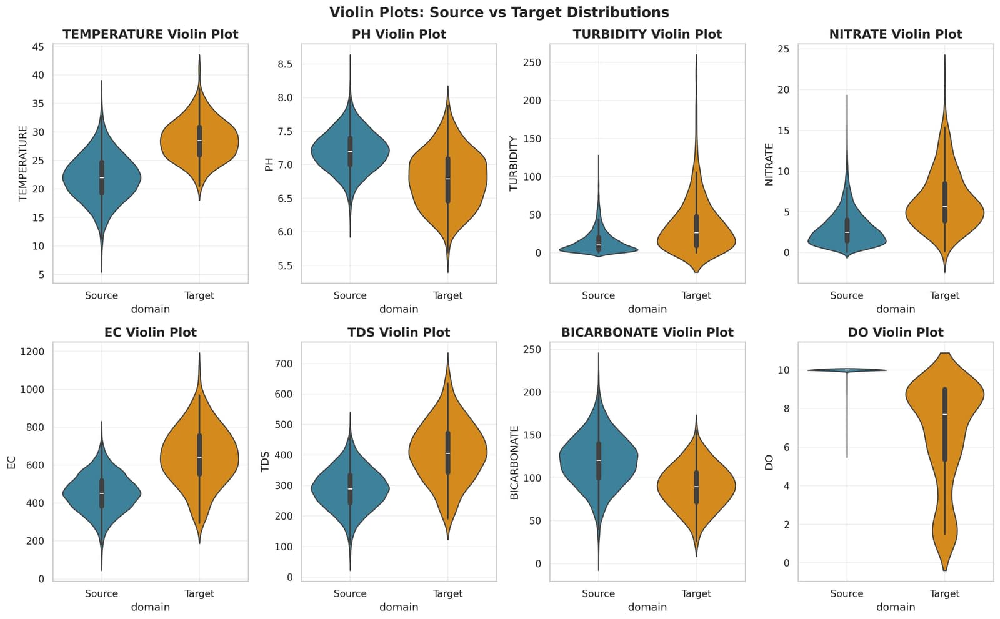 Violin Plots: Source vs Target Distributions
TEMPERATURE Violin Plot
45
40
35
30
25
20
15
10
5
TEMPERATURE
Source Target
domain
PH Violin Plot
8.5
8.0
7.5
7.0
6.5
6.0
5.5
PH
Source Target
domain
TURBIDITY Violin Plot
250
200
150
100
50
0
TURBIDITY
Source Target
domain
NITRATE Violin Plot
25
20
15
10
5
0
NITRATE
Source Target
domain
EC Violin Plot
1200
1000
800
600
400
200
0
EC
Source Target
domain
TDS Violin Plot
700
600
500
400
300
200
100
0
TDS
Source Target
domain
BICARBONATE Violin Plot
250
200
150
100
50
0
BICARBONATE
Source Target
domain
DO Violin Plot
10
8
6
4
2
0
DO
Source Target
domain